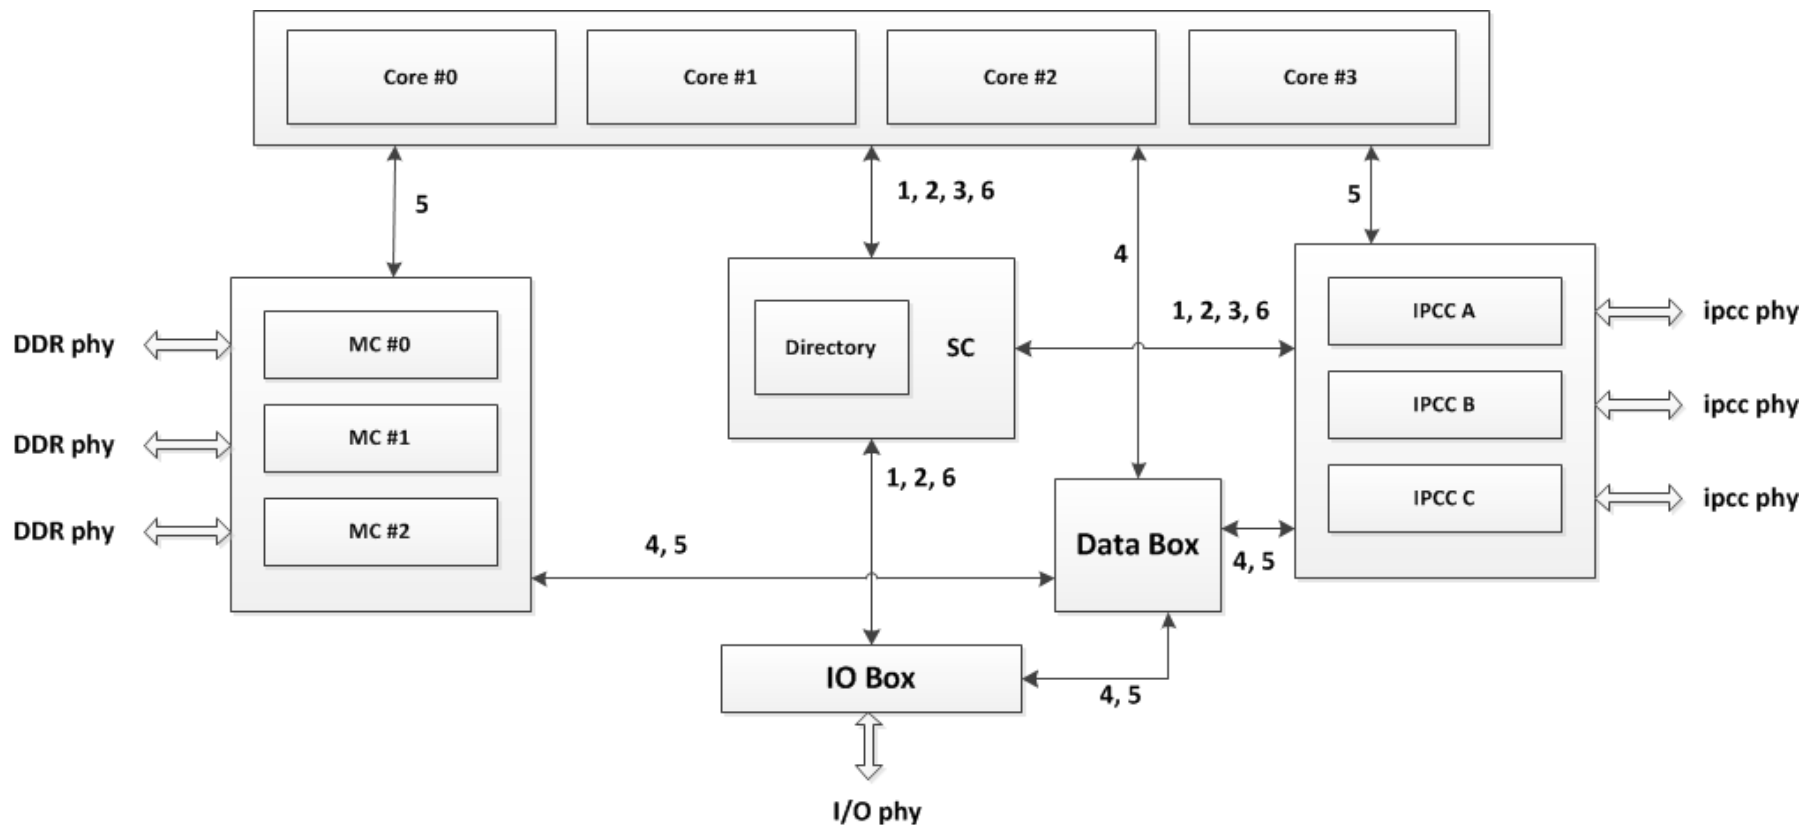 Core #0
Core #1
Core #2
Core #3
5
1, 2, 3, 6
4
5
MC #0
MC #1
MC #2
DDR phy
DDR phy
DDR phy
Directory
SC
1, 2, 3, 6
IPCC A
IPCC B
IPCC C
ipcc phy
ipcc phy
ipcc phy
1, 2, 6
4, 5
Data Box
4, 5
IO Box
4, 5
I/O phy